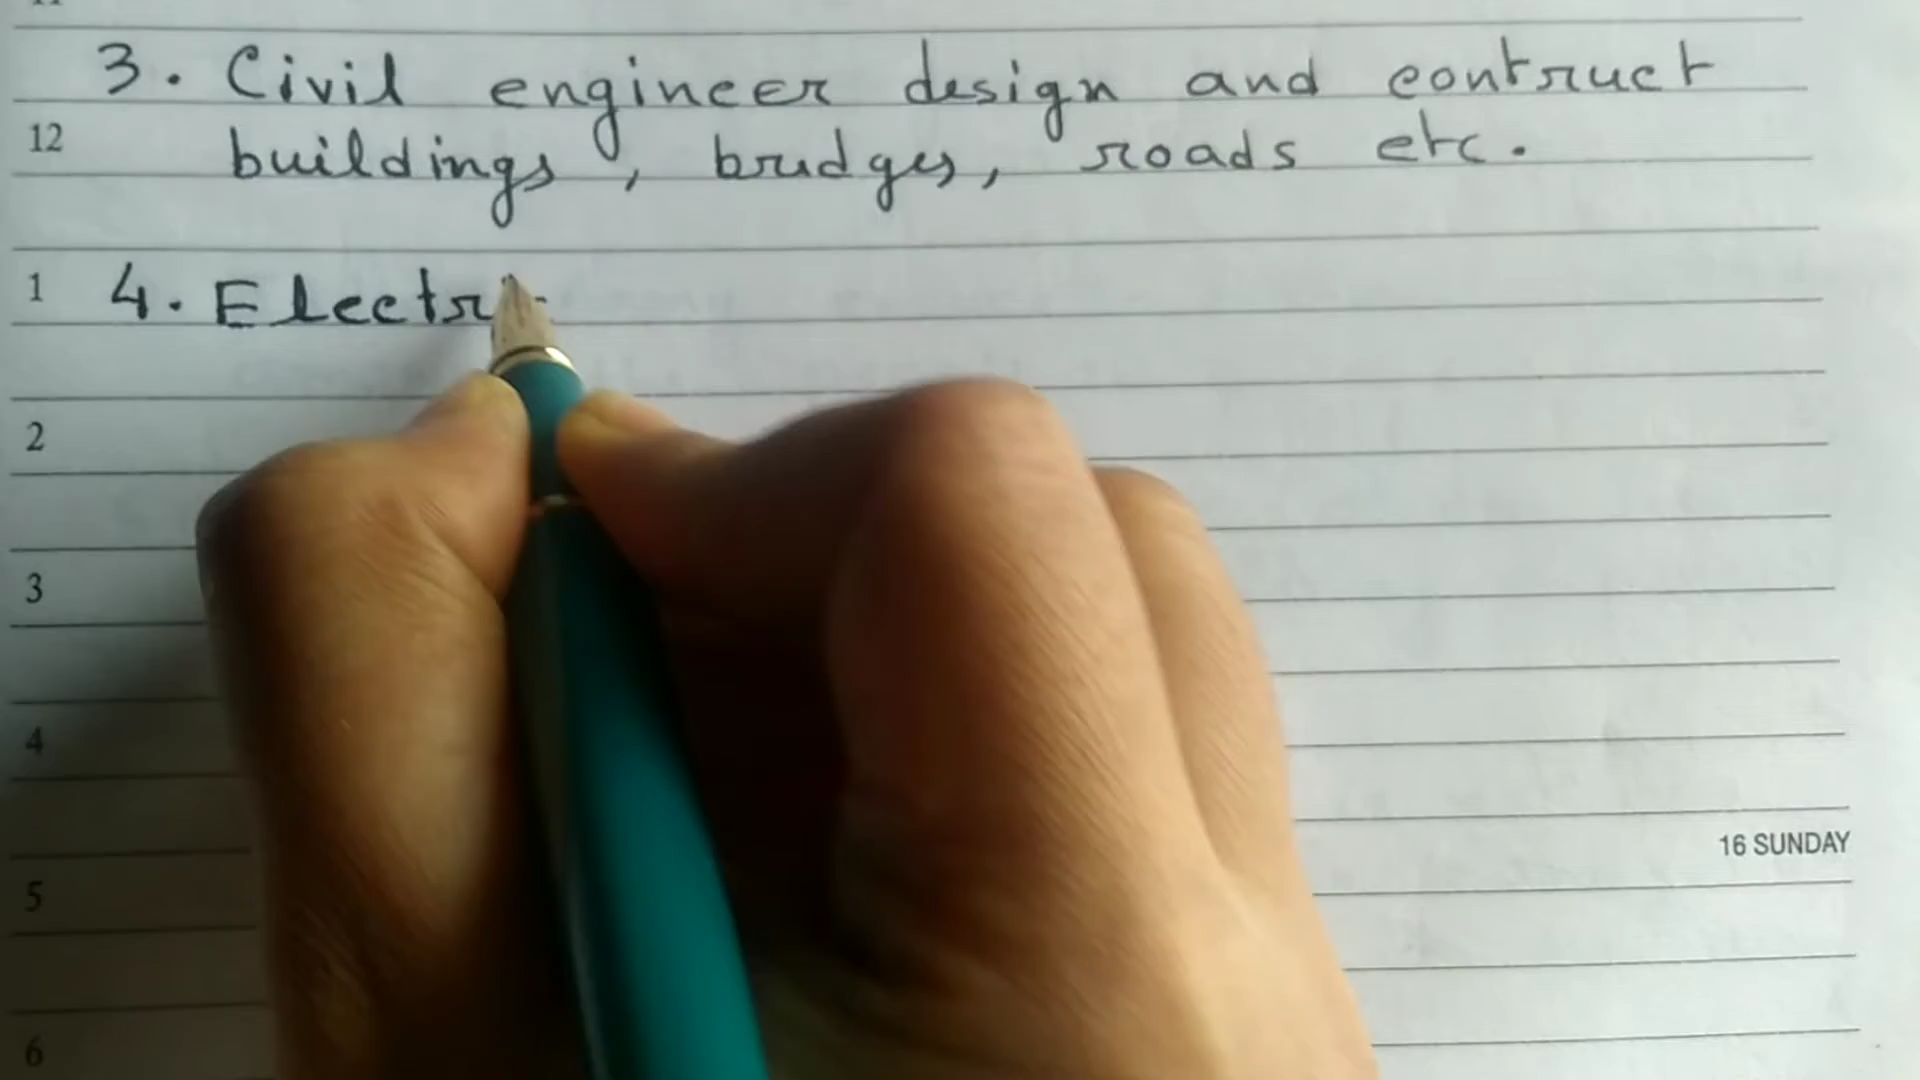 3. Civil engineer design and contruct
12
buildings, bridges, roads etc.
1 4. Electr
2
3
4
16 SUNDAY
5
6